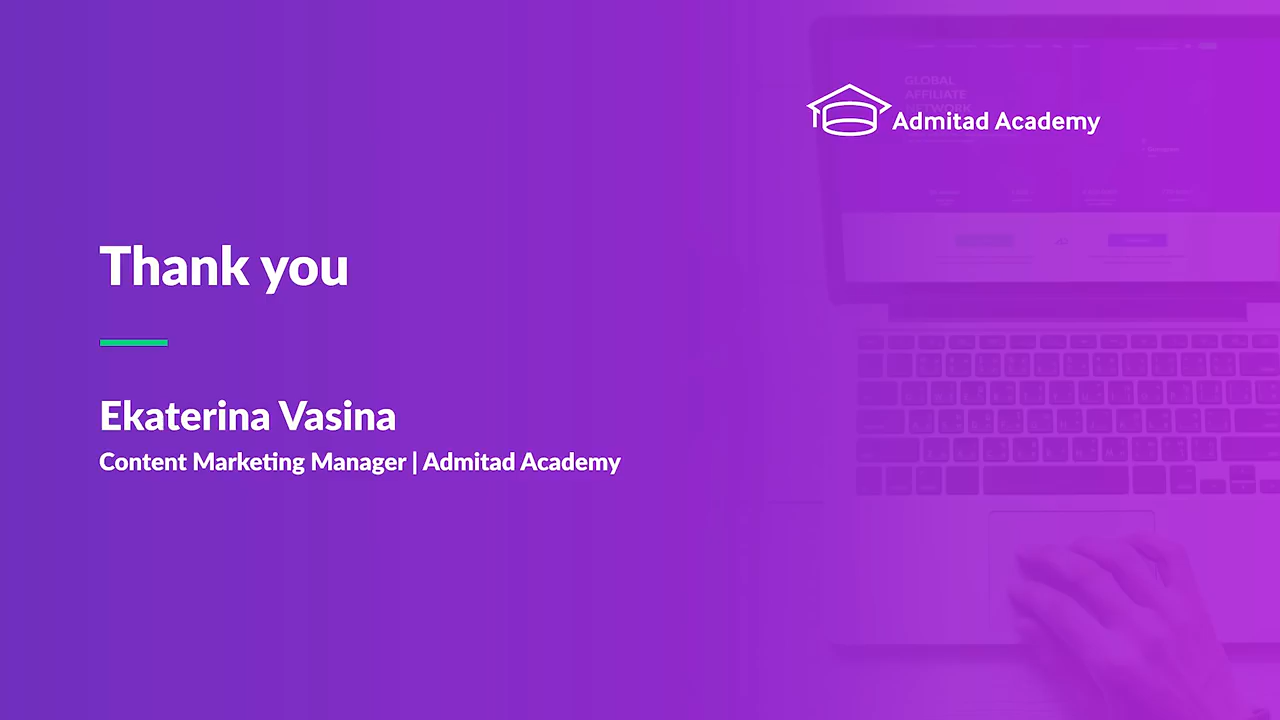 GLOBAL
AFFILIATE
NETWORK
Admitad Academy
Thank you
Ekaterina Vasina
Content Marketing Manager | Admitad Academy